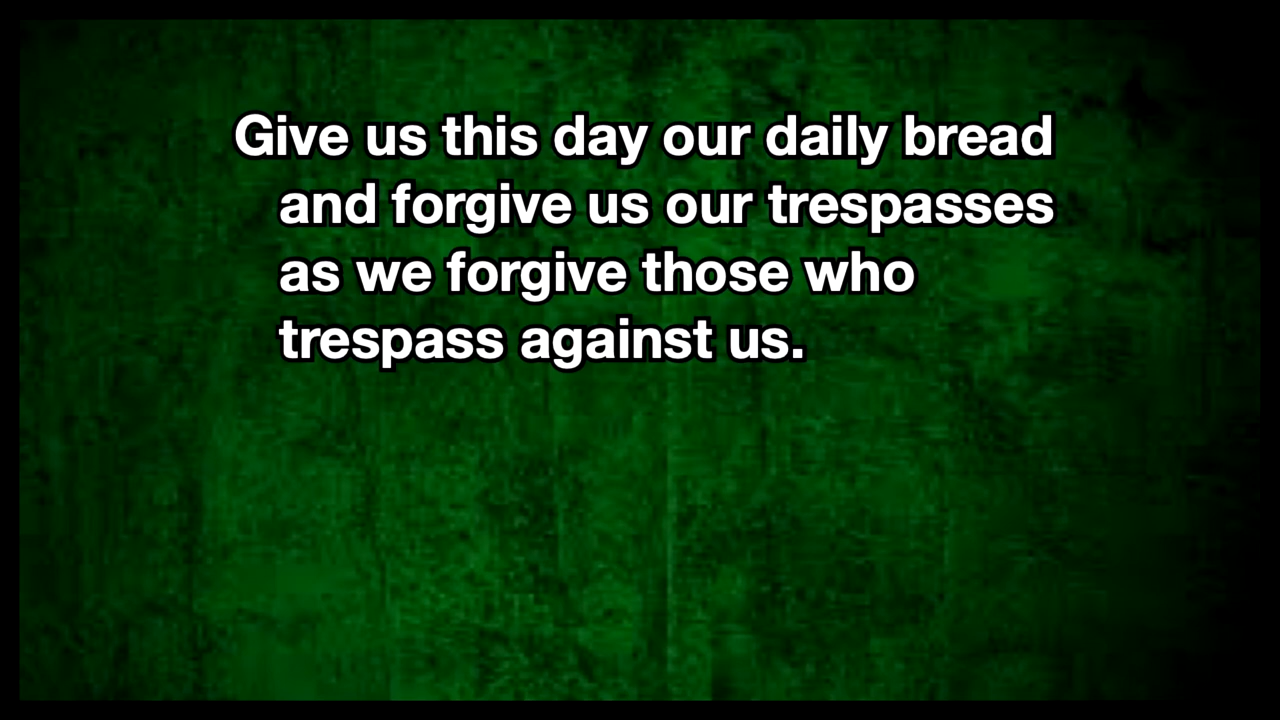 Give us this day our daily bread
and forgive us our trespasses
as we forgive those who
trespass against us.